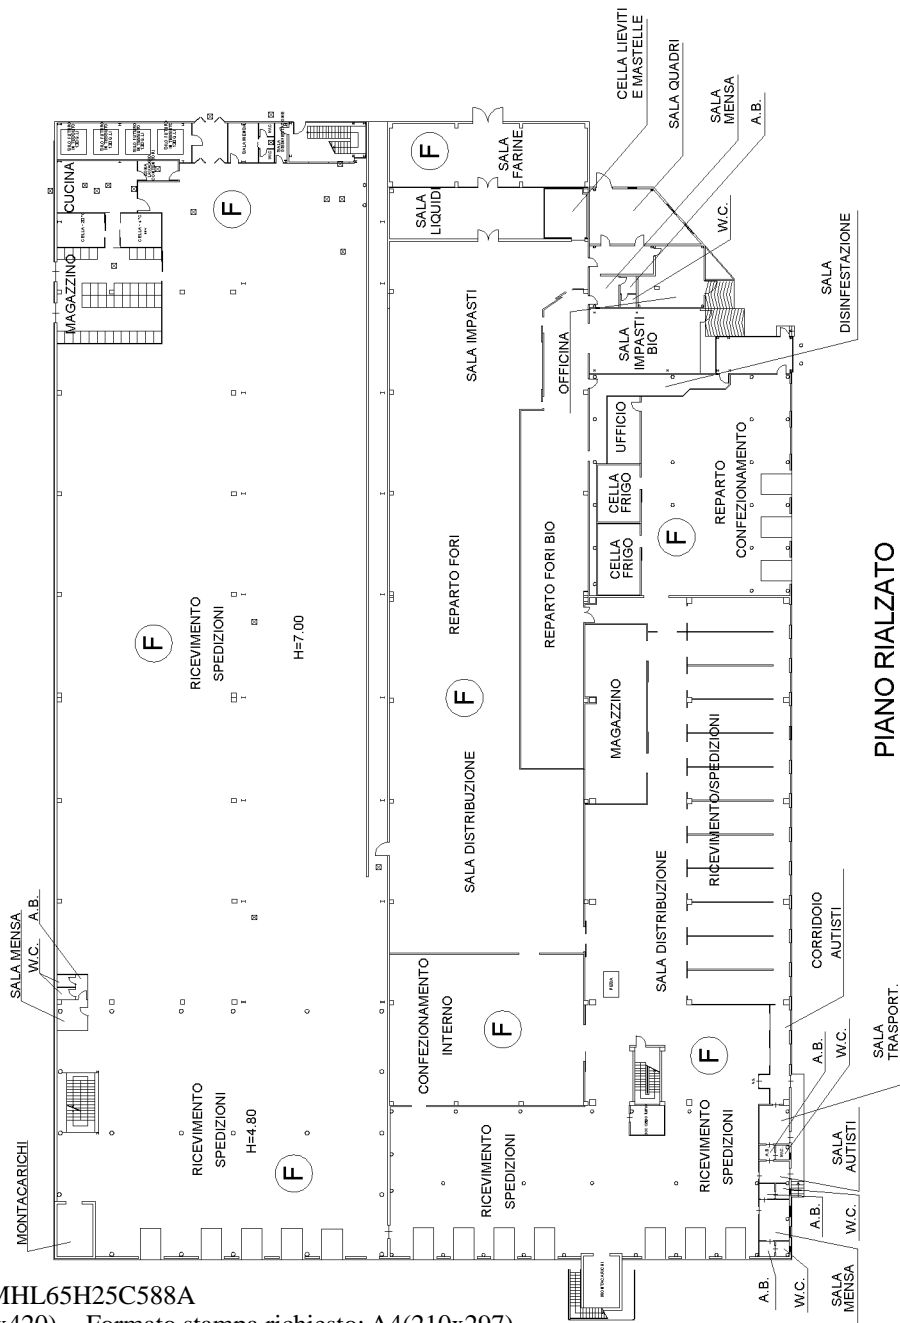 CELLA LIEVITI
E MASTELLE
SALA QUADRI
SALA
MENSA
A.B.
W.C.
SALA
DISINFESTAZIONE
CUCINA
MAGAZZINO
F
F
SALA
FARINE
SALA
LIQUIDI
SALA IMPASTI
OFFICINA
SALA
IMPASTI
BIO
UFFICIO
CELLA
FRIGO
CELLA
FRIGO
REPARTO
CONFEZIONAMENTO
F
RICEVIMENTO
SPEDIZIONI
F
H=7.00
REPARTO FORI
REPARTO FORI BIO
F
SALA DISTRIBUZIONE
MAGAZZINO
RICEVIMENTO/SPEDIZIONI
SALA DISTRIBUZIONE
PIANO RIALZATO
SALA MENSA
W.C.
A.B.
CONFEZIONAMENTO
INTERNO
F
F
CORRIDOIO
AUTISTI
SALA
TRASPORT.
A.B.
W.C.
RICEVIMENTO
SPEDIZIONI
H=4.80
F
MONTACARICHI
RICEVIMENTO
SPEDIZIONI
RICEVIMENTO
SPEDIZIONI
SALA
AUTISTI
A.B.
W.C.
MONTACARICHI
A.B.
W.C.
SALA
MENSA
MHL65H25C588A
x420) - Formato stampa richiesto: A4(210x297)